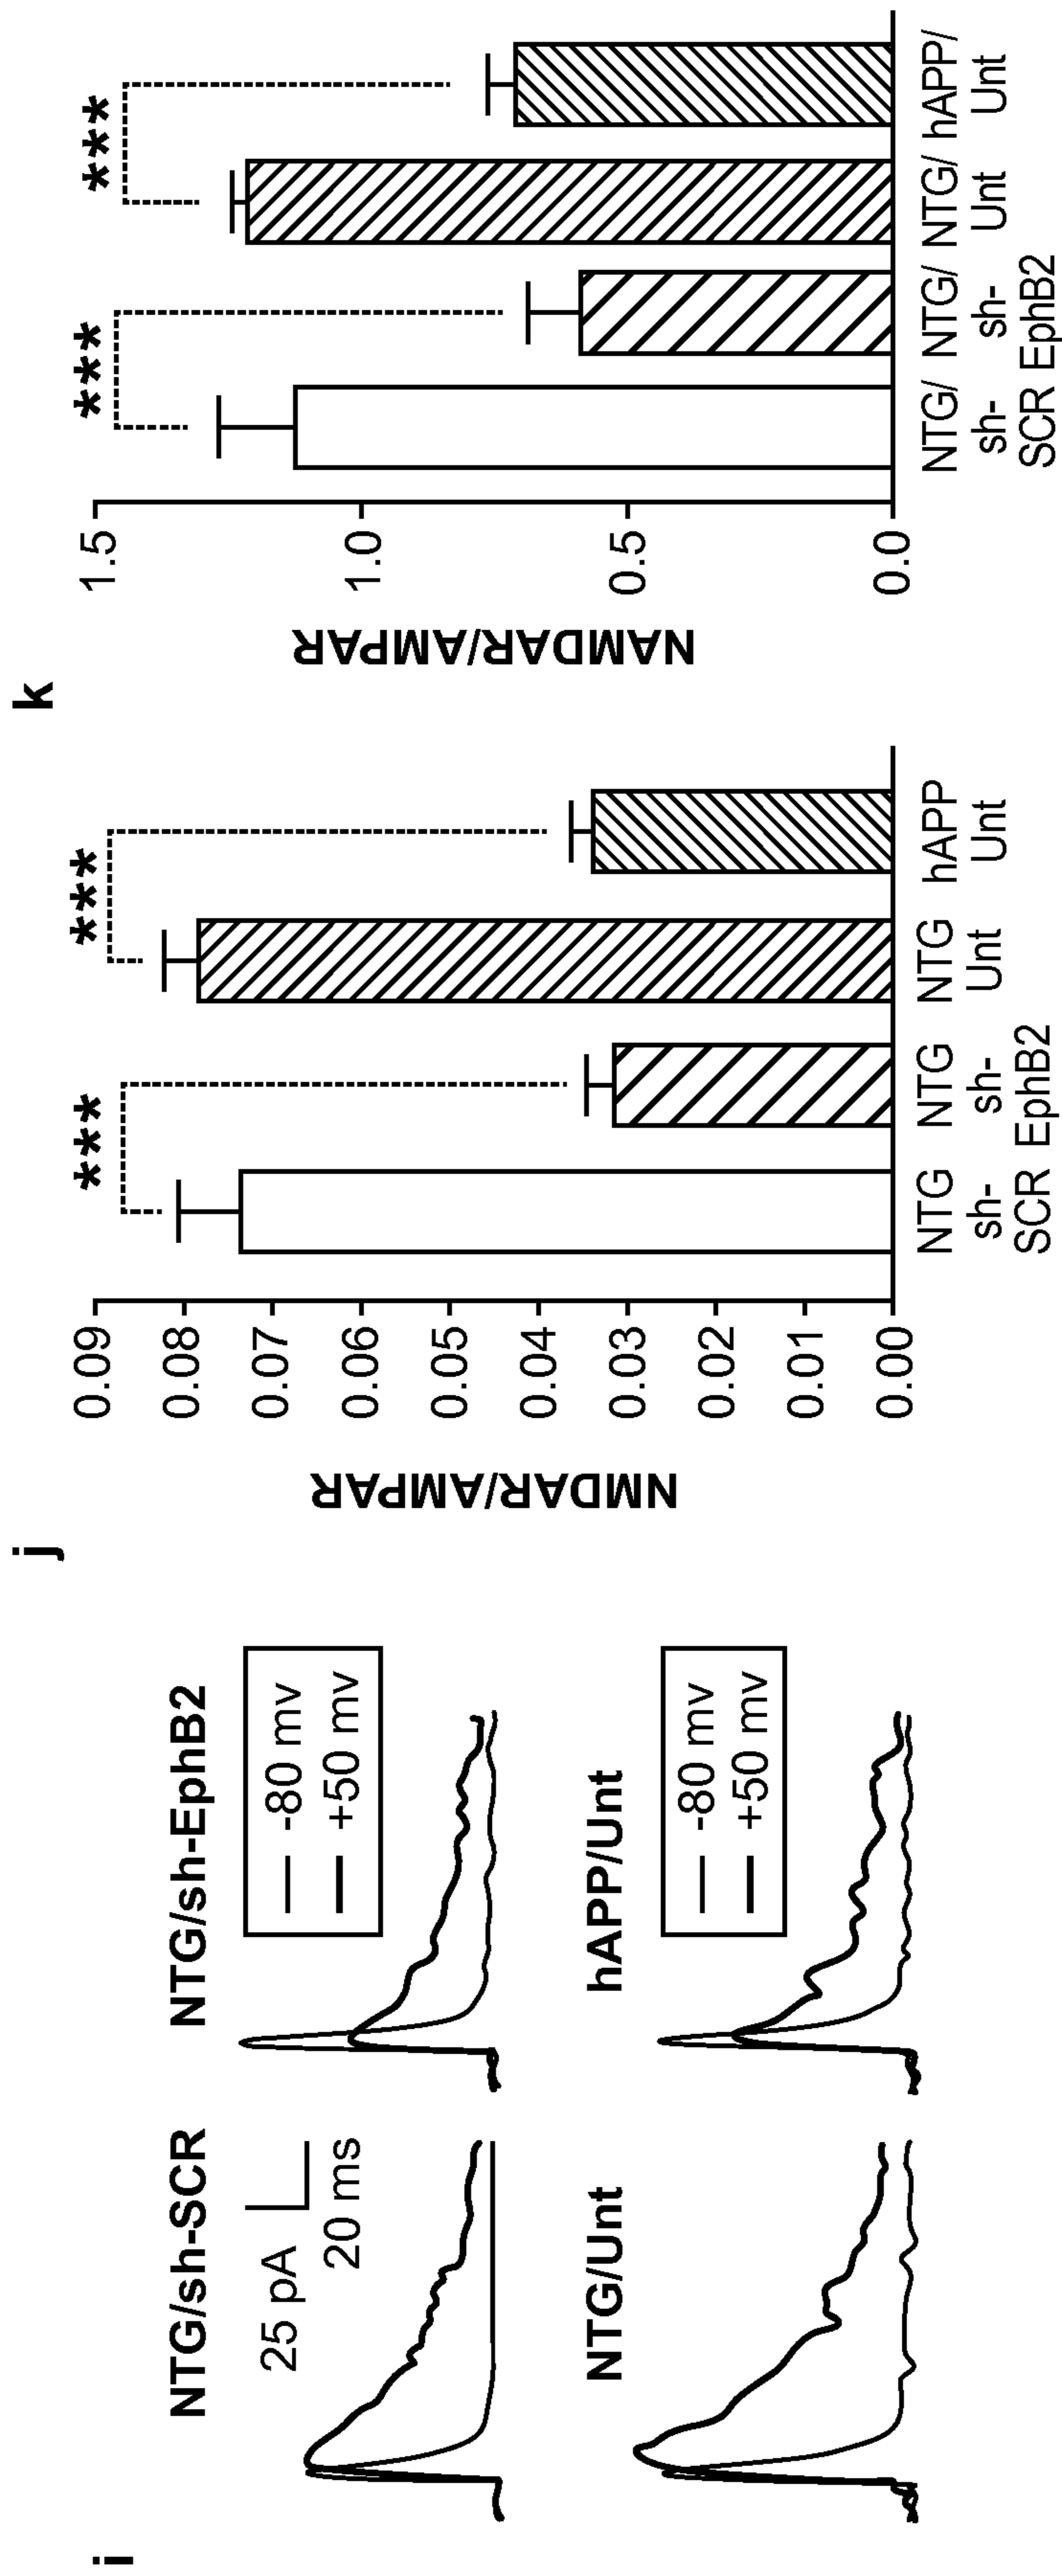 i
NTG/sh-SCR
25 pA
20 ms
NTG/sh-EphB2
-80 mv
+50 mv
NTG/Unt
hAPP/Unt
-80 mv
+50 mv
j
NMDAR/AMPAR
0.09
0.08
0.07
0.06
0.05
0.04
0.03
0.02
0.01
0.00
***
***
NTG
sh-
SCR
NTG
sh-
EphB2
NTG
Unt
hAPP
Unt
k
NAMDAR/AMPAR
1.5
1.0
0.5
0.0
***
***
NTG/
sh-
SCR
NTG/
sh-
EphB2
NTG/
Unt
hAPP/
Unt